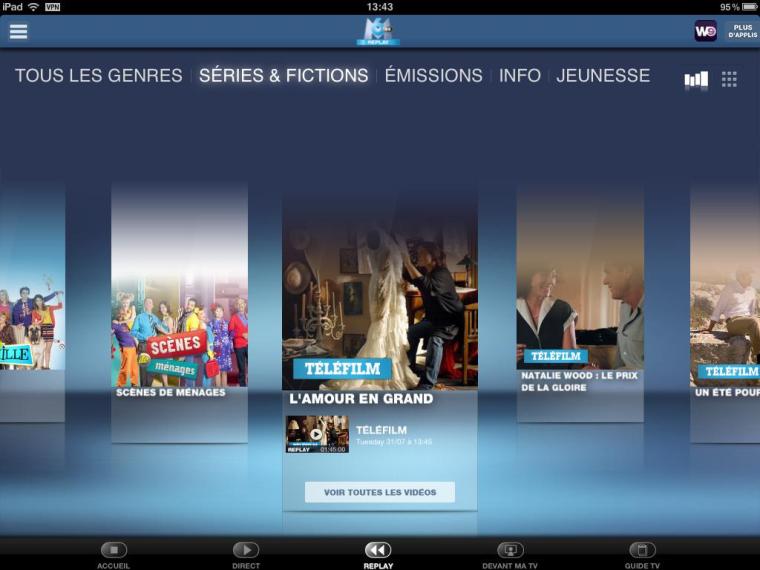 iPad VPN 13:43 95 %
M6 REPLAY
W9 PLUS D'APPLIS
TOUS LES GENRES SÉRIES & FICTIONS ÉMISSIONS INFO JEUNESSE
ILLE
SCÈNES
ménages
SCÈNES DE MÉNAGES
TÉLÉFILM
L'AMOUR EN GRAND
REPLAY 01:45:00
TÉLÉFILM
Tuesday 31/07 à 13:45
VOIR TOUTES LES VIDÉOS
TÉLÉFILM
NATALIE WOOD : LE PRIX
DE LA GLOIRE
TÉLÉFILM
UN ÉTÉ POUR
ACCUEIL DIRECT REPLAY DEVANT MA TV GUIDE TV